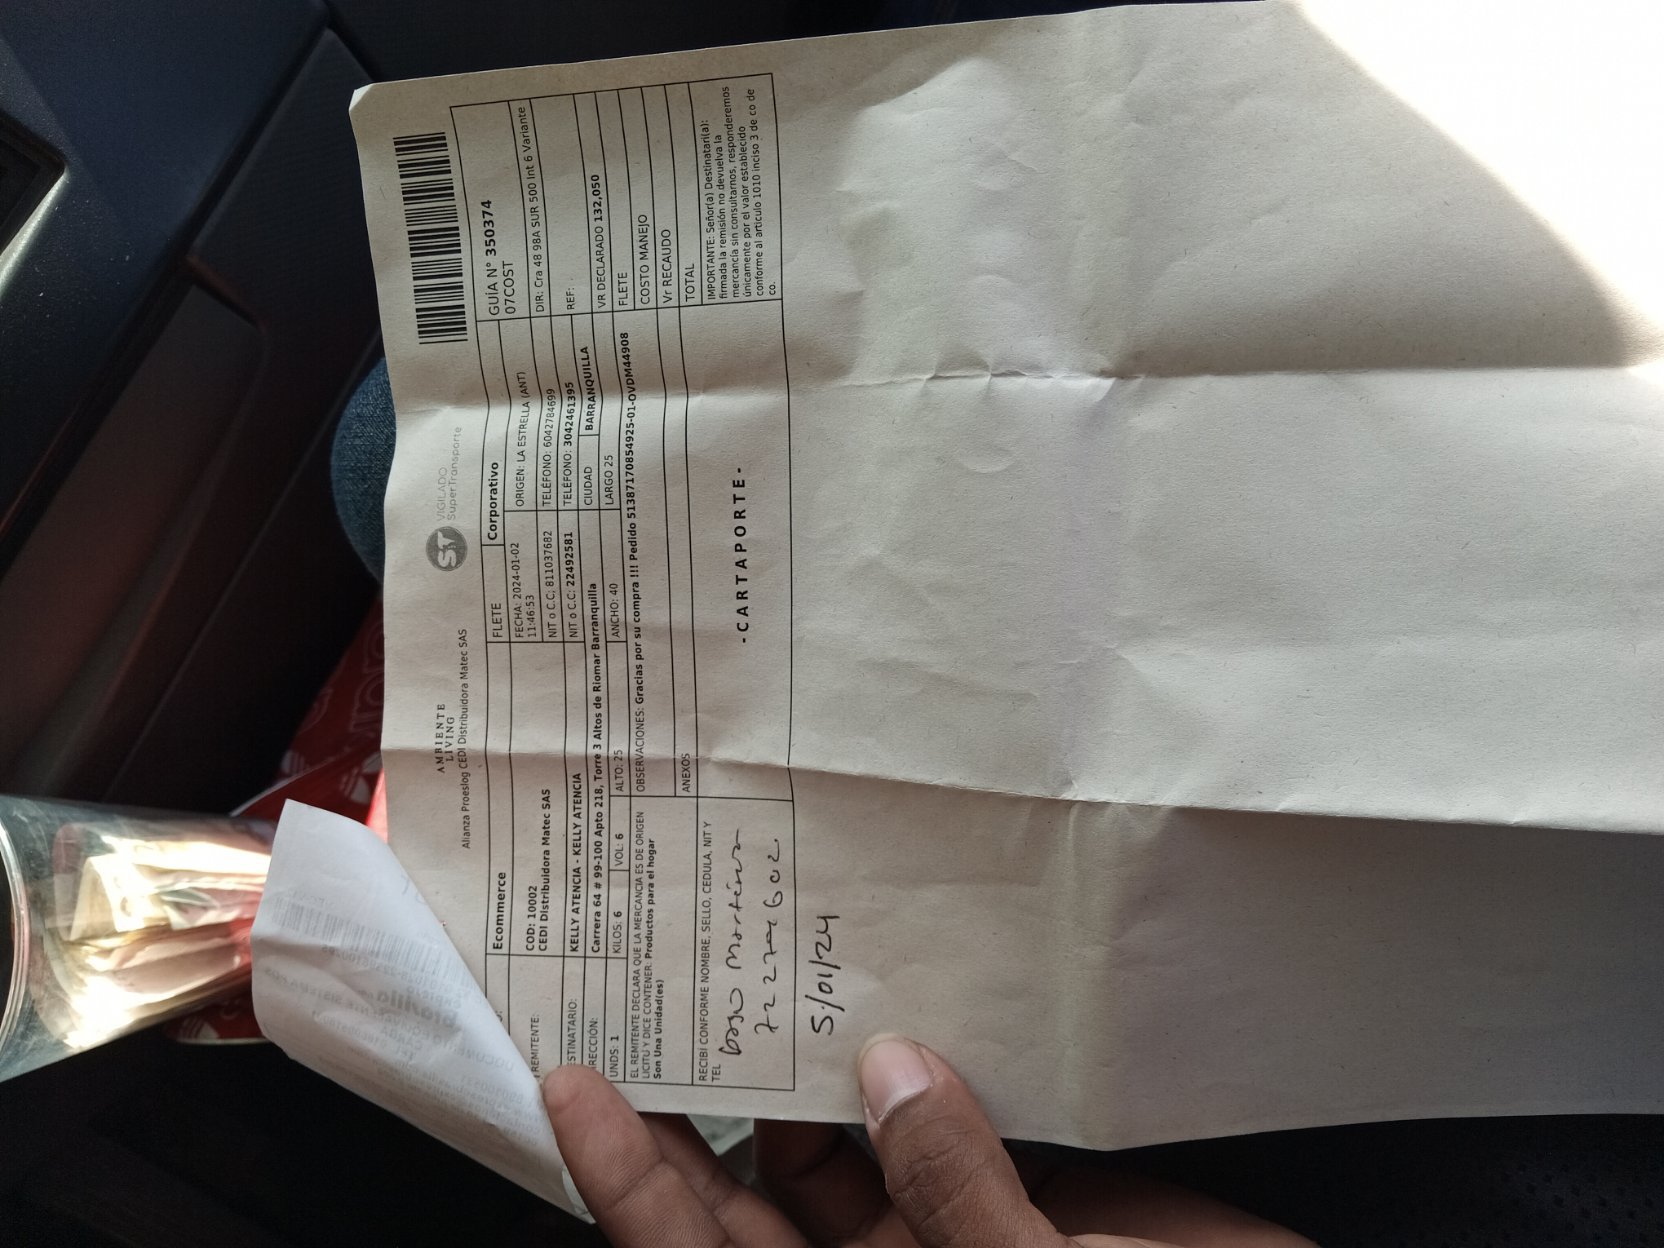 AMBIENTE
LIVING
Alianza Proeslog CEDI Distribuidora Matec SAS
ST VIGILADO
SuperTransporte
Ecommerce
FLETE
Corporativo
GUÍA N° 350374
07COST
REMITENTE:
COD: 10002
CEDI Distribuidora Matec SAS
FECHA: 2024-01-02
11:46:53
ORIGEN: LA ESTRELLA (ANT)
NIT o C.C: 811037682
TELÉFONO: 6042784699
DIR: Cra 48 98A SUR 500 Int 6 Variante
STINATARIO:
KELLY ATENCIA - KELLY ATENCIA
NIT o C.C: 22492581
TELÉFONO: 3042461395
REF:
RECCIÓN:
Carrera 64 # 99-100 Apto 218, Torre 3 Altos de Riomar Barranquilla
CIUDAD
BARRANQUILLA
VR DECLARADO 132,050
UNDS: 1
KILOS: 6
VOL: 6
ALTO: 25
ANCHO: 40
LARGO 25
FLETE
EL REMITENTE DECLARA QUE LA MERCANCIA ES DE ORIGEN
LICITO Y DICE CONTENER: Productos para el hogar
Son Una Unidad(es)
OBSERVACIONES: Gracias por su compra !!! Pedido 51387170854925-01-OVDM44908
COSTO MANEJO
Vr RECAUDO
ANEXOS
TOTAL
RECIBÍ CONFORME NOMBRE, SELLO, CEDULA, NIT Y
TEL
Martínez
- C A R T A P O R T E -
IMPORTANTE: Señor(a) Destinatari(a):
firmada la remisión no devuelva la
mercancía sin consultarnos, responderemos
únicamente por el valor establecido
conforme al artículo 1010 inciso 3 de co de
co.
5/01/24